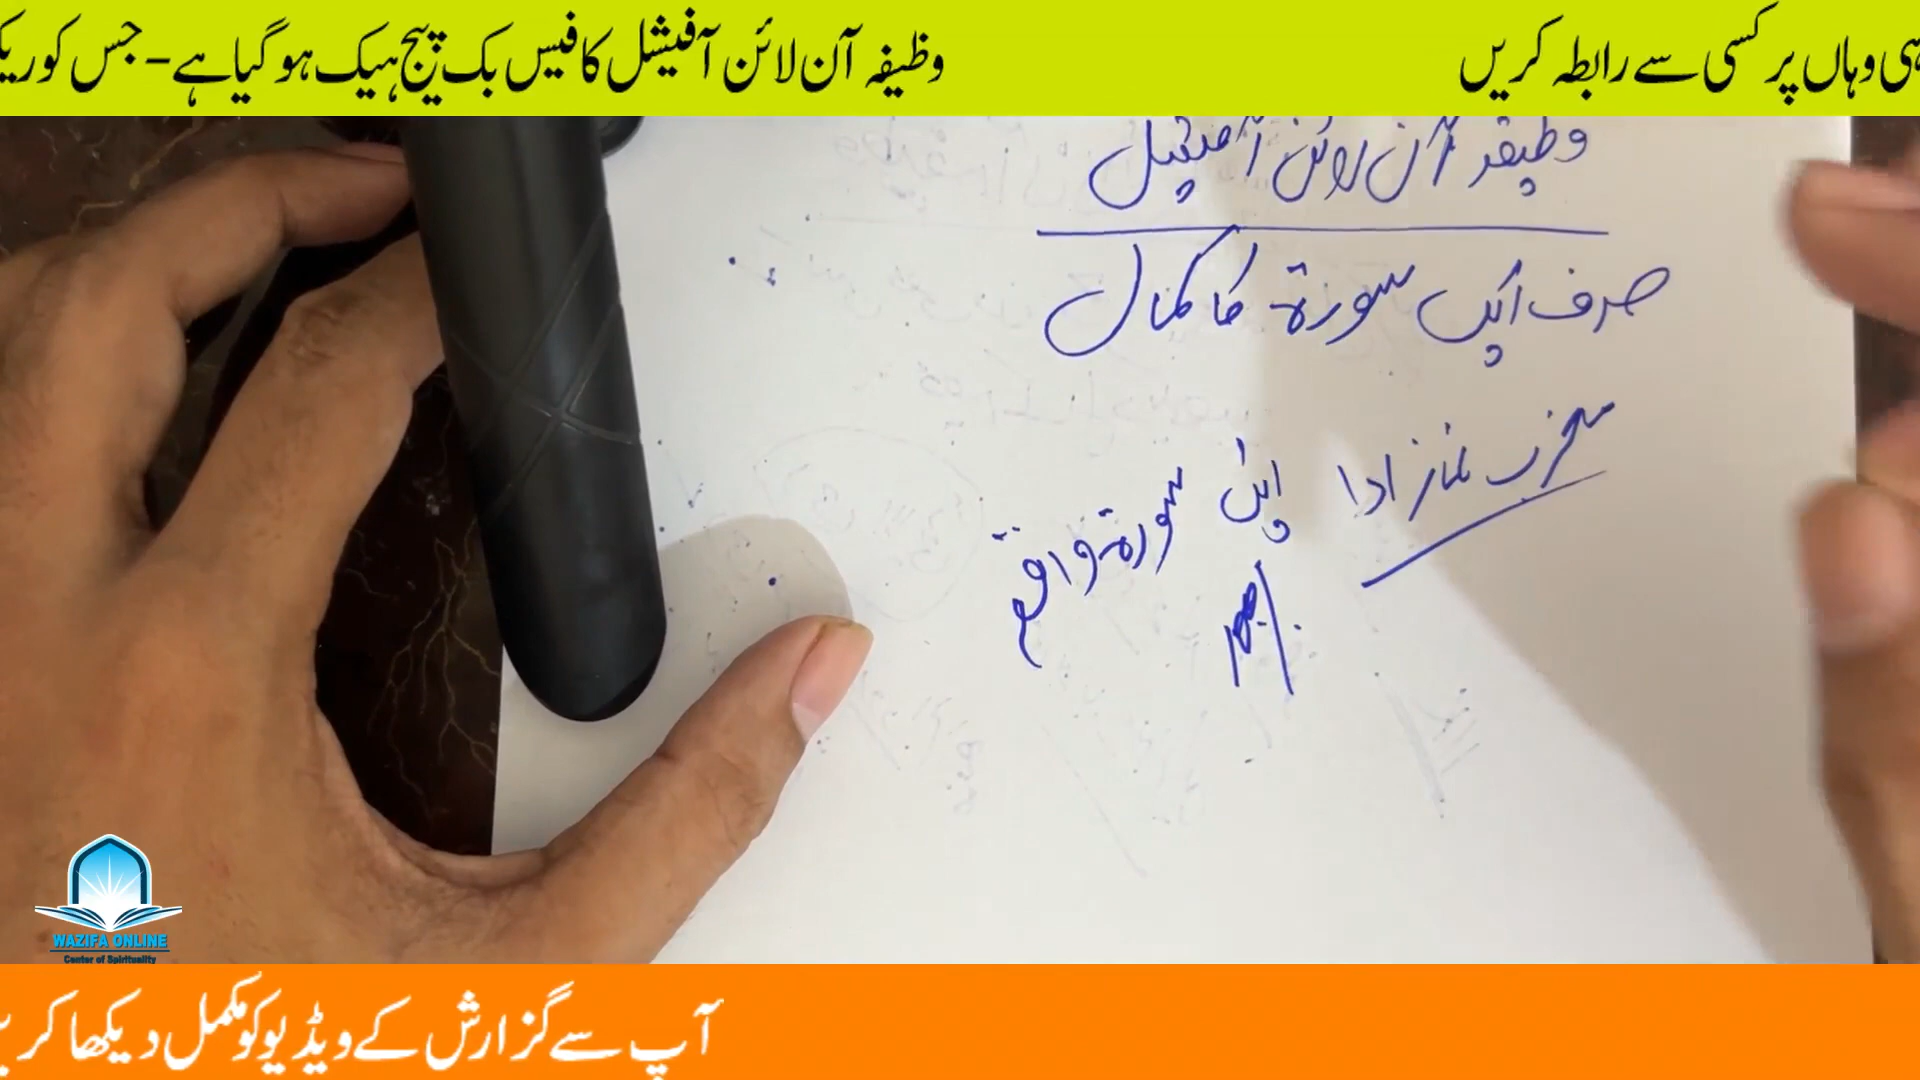 ہی وہاں پر کسی سے رابطہ کریں
وظیفہ آن لائن آفیشل کا فیس بک پیج ہیک ہو گیا ہے - جس کو ریک
وظیفہ آن لائن آفیشل
صرف ایک سورۃ کا کمال
مغرب نماز ادا
ایک سورۃ واقعہ
WAZIFA ONLINE
Center of Spirituality
آپ سے گزارش کے ویڈیو کو مکمل دیکھا کریں